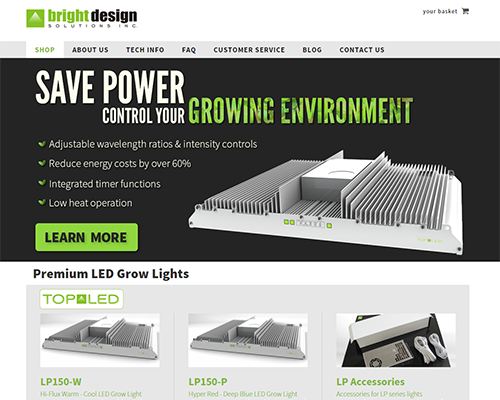 brightdesign
SOLUTIONS INC
your basket
SHOP ABOUT US TECH INFO FAQ CUSTOMER SERVICE BLOG CONTACT US
SAVE POWER
CONTROL YOUR GROWING ENVIRONMENT
Adjustable wavelength ratios & intensity controls
Reduce energy costs by over 60%
Integrated timer functions
Low heat operation
LEARN MORE
TOP LED
Premium LED Grow Lights
TOP LED
LP150-W LP150-P LP Accessories
Hi-Flux Warm - Cool LED Grow Light Hyper Red - Deep Blue LED Grow Light Accessories for LP series lights